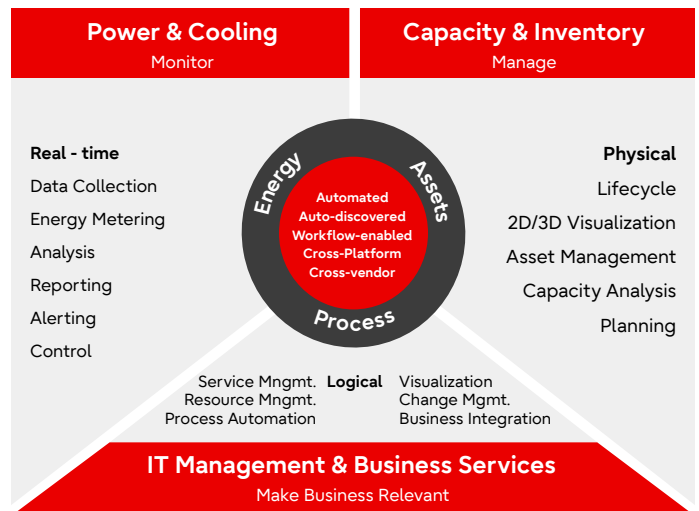 Power & Cooling
Monitor
Capacity & Inventory
Manage
Real - time
Data Collection
Energy Metering
Analysis
Reporting
Alerting
Control
Energy
Assets
Process
Automated
Auto-discovered
Workflow-enabled
Cross-Platform
Cross-vendor
Physical
Lifecycle
2D/3D Visualization
Asset Management
Capacity Analysis
Planning
Service Mngmt. Logical Visualization
Resource Mngmt. Change Mgmt.
Process Automation Business Integration
IT Management & Business Services
Make Business Relevant